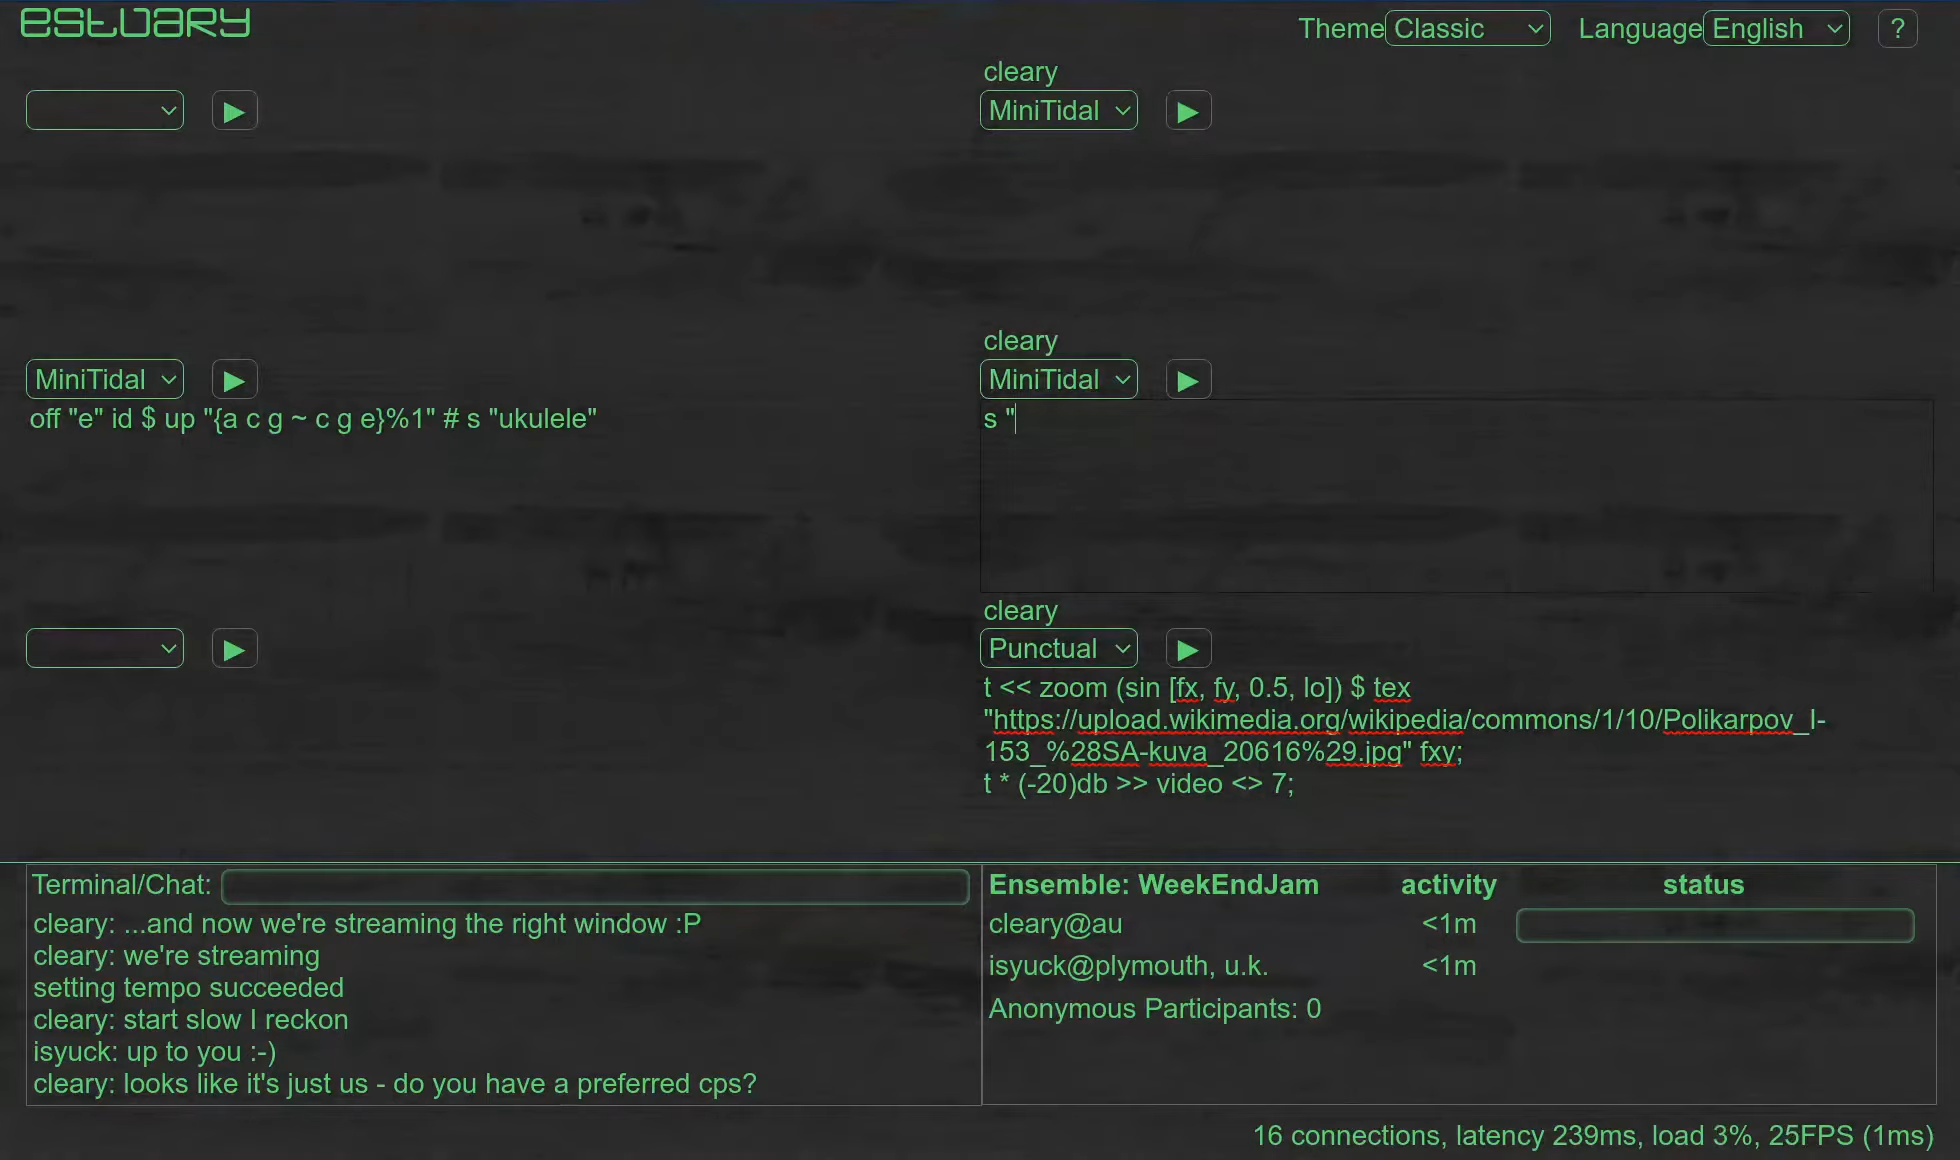 estuary
Theme Classic Language English ?
cleary
MiniTidal
cleary
MiniTidal
off "e" id $ up "{a c g ~ c g e}%1" # s "ukulele"
MiniTidal
s "
cleary
Punctual
t << zoom (sin [fx, fy, 0.5, lo]) $ tex
"https://upload.wikimedia.org/wikipedia/commons/1/10/Polikarpov_I-
153_%28SA-kuva_20616%29.jpg" fxy;
t * (-20)db >> video <> 7;
Terminal/Chat:
cleary: ...and now we're streaming the right window :P
cleary: we're streaming
setting tempo succeeded
cleary: start slow I reckon
isyuck: up to you :-)
cleary: looks like it's just us - do you have a preferred cps?
Ensemble: WeekEndJam activity status
cleary@au <1m
isyuck@plymouth, u.k. <1m
Anonymous Participants: 0
16 connections, latency 239ms, load 3%, 25FPS (1ms)